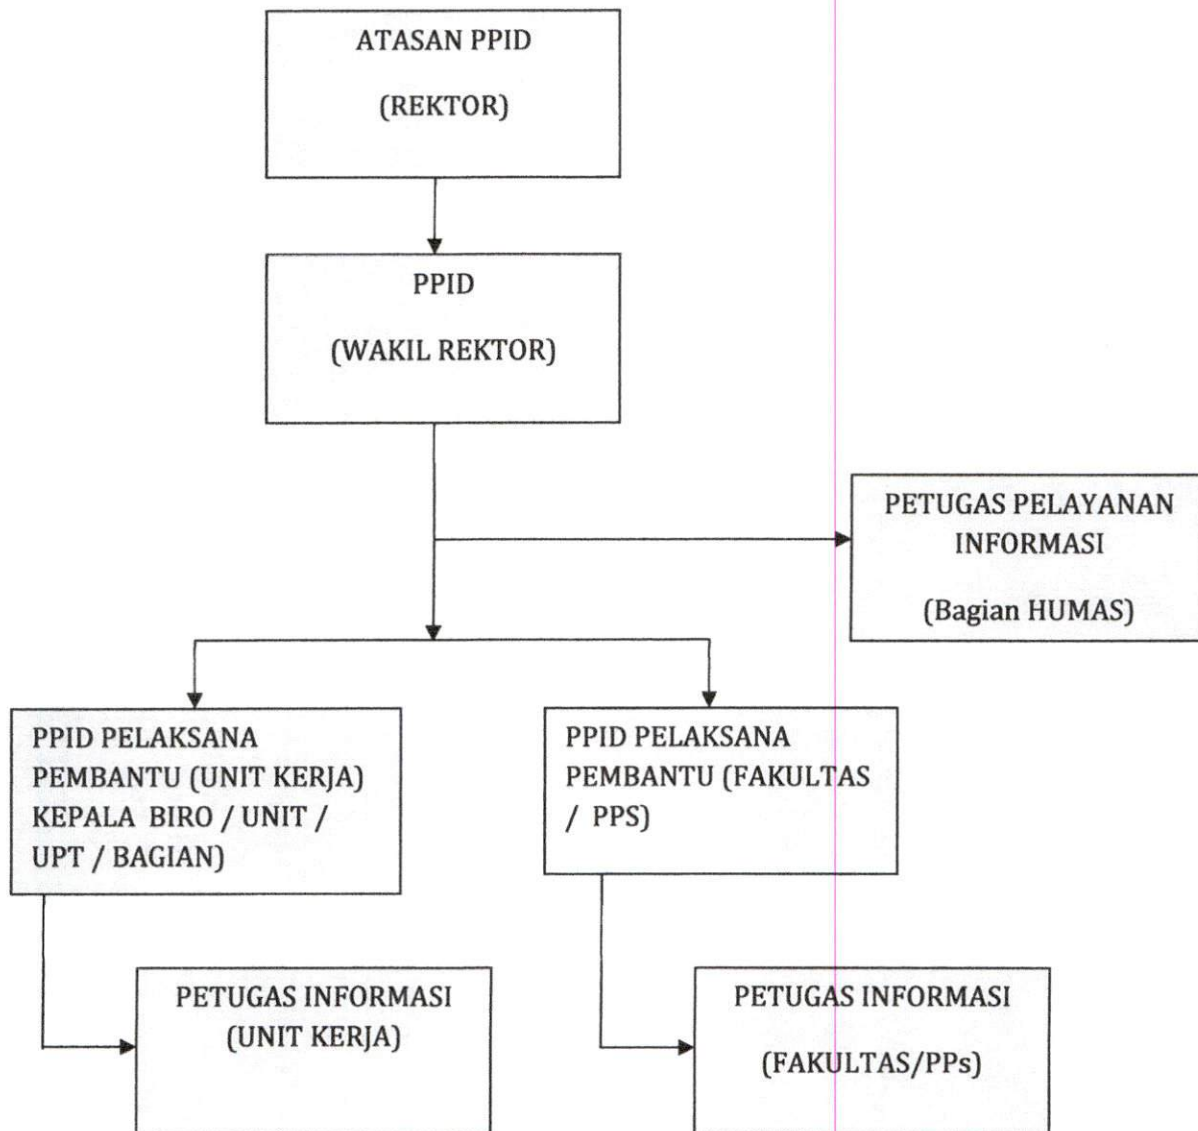 ATASAN PPID
(REKTOR)
PPID
(WAKIL REKTOR)
PETUGAS PELAYANAN
INFORMASI
(Bagian HUMAS)
PPID PELAKSANA
PEMBANTU (UNIT KERJA)
KEPALA BIRO / UNIT /
UPT / BAGIAN)
PPID PELAKSANA
PEMBANTU (FAKULTAS
/ PPS)
PETUGAS INFORMASI
(UNIT KERJA)
PETUGAS INFORMASI
(FAKULTAS/PPs)